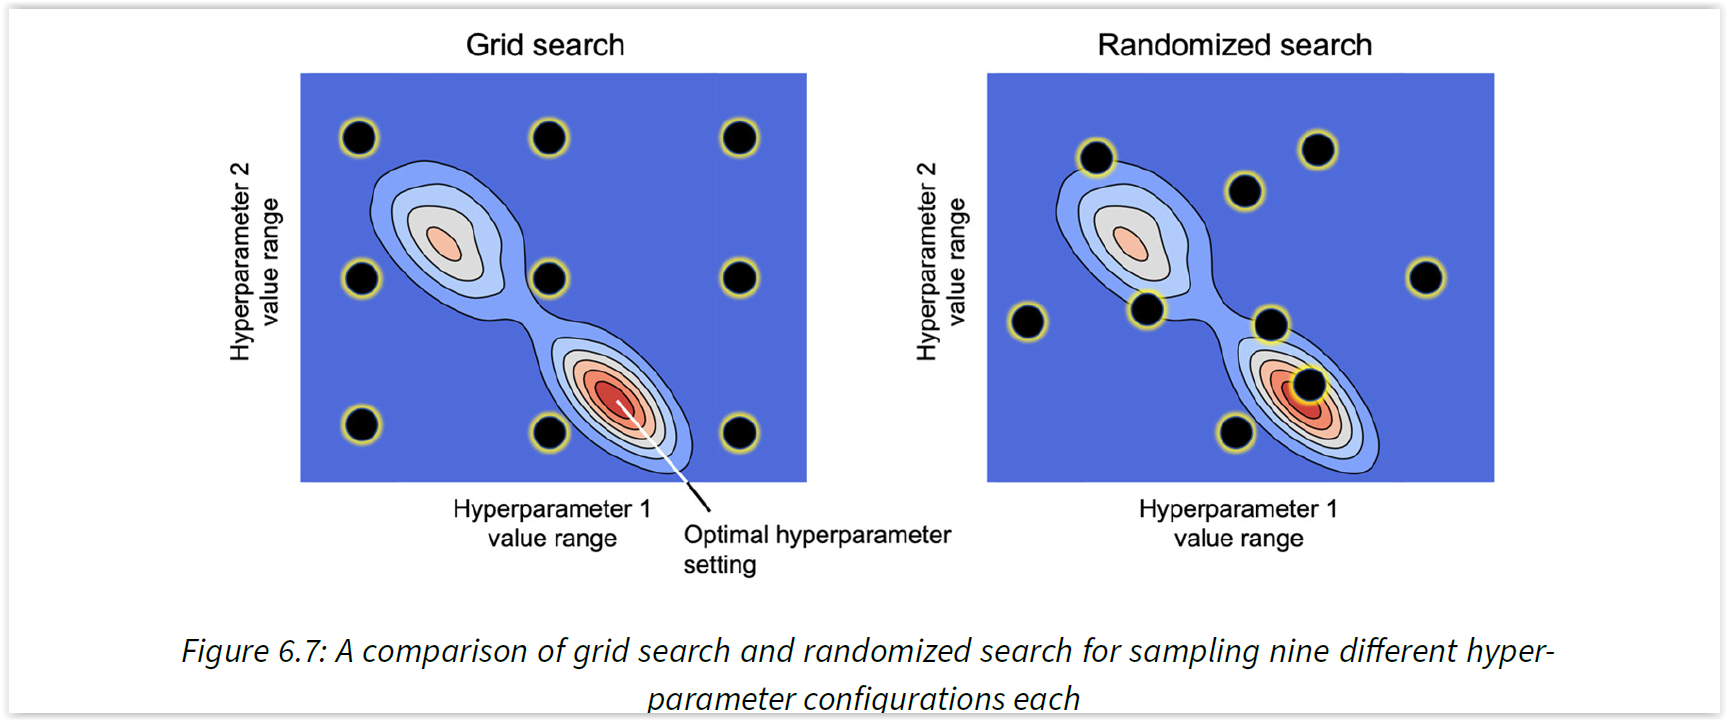 Grid search
Randomized search
Hyperparameter 2
value range
Hyperparameter 2
value range
Hyperparameter 1
value range
Optimal hyperparameter
setting
Hyperparameter 1
value range
Figure 6.7: A comparison of grid search and randomized search for sampling nine different hyper-
parameter configurations each